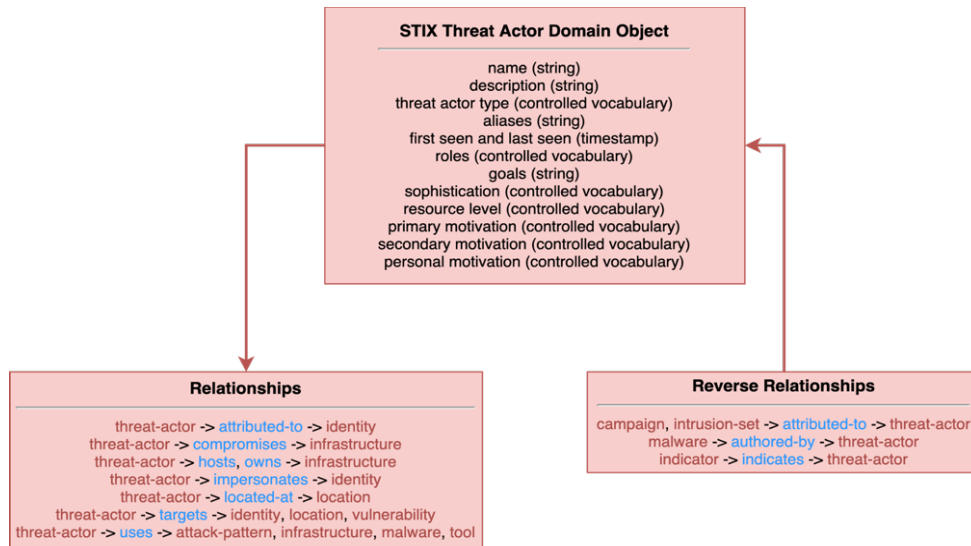 STIX Threat Actor Domain Object
name (string)
description (string)
threat actor type (controlled vocabulary)
aliases (string)
first seen and last seen (timestamp)
roles (controlled vocabulary)
goals (string)
sophistication (controlled vocabulary)
resource level (controlled vocabulary)
primary motivation (controlled vocabulary)
secondary motivation (controlled vocabulary)
personal motivation (controlled vocabulary)
Relationships
threat-actor -> attributed-to -> identity
threat-actor -> compromises -> infrastructure
threat-actor -> hosts, owns -> infrastructure
threat-actor -> impersonates -> identity
threat-actor -> located-at -> location
threat-actor -> targets -> identity, location, vulnerability
threat-actor -> uses -> attack-pattern, infrastructure, malware, tool
Reverse Relationships
campaign, intrusion-set -> attributed-to -> threat-actor
malware -> authored-by -> threat-actor
indicator -> indicates -> threat-actor